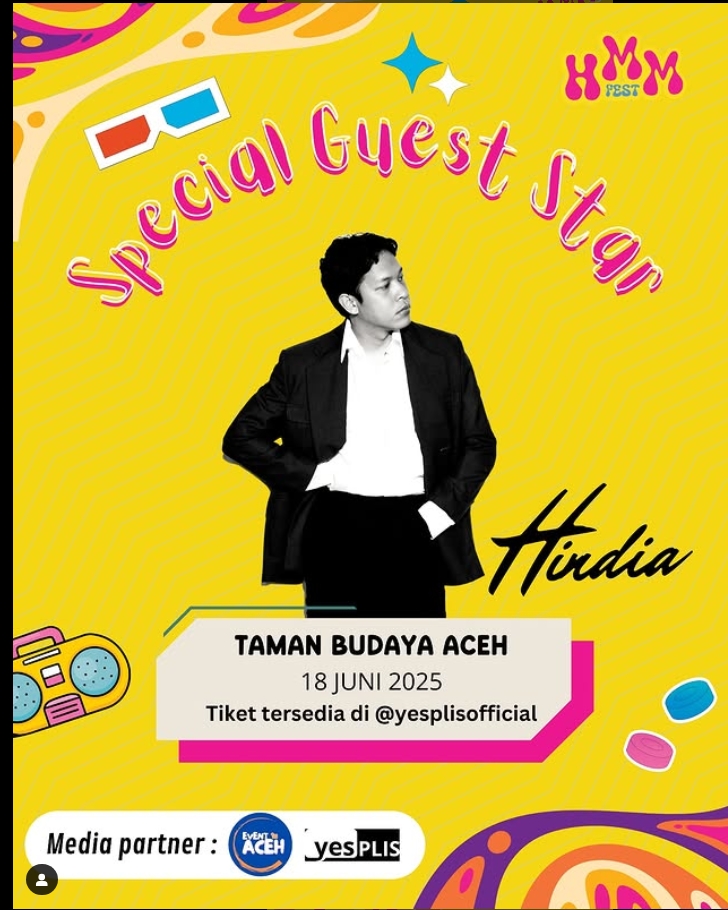 HMM
FEST
Special Guest Star
Hindia
TAMAN BUDAYA ACEH
18 JUNI 2025
Tiket tersedia di @yesplisofficial
Media partner :
EVENT
ACEH
yesPLIS